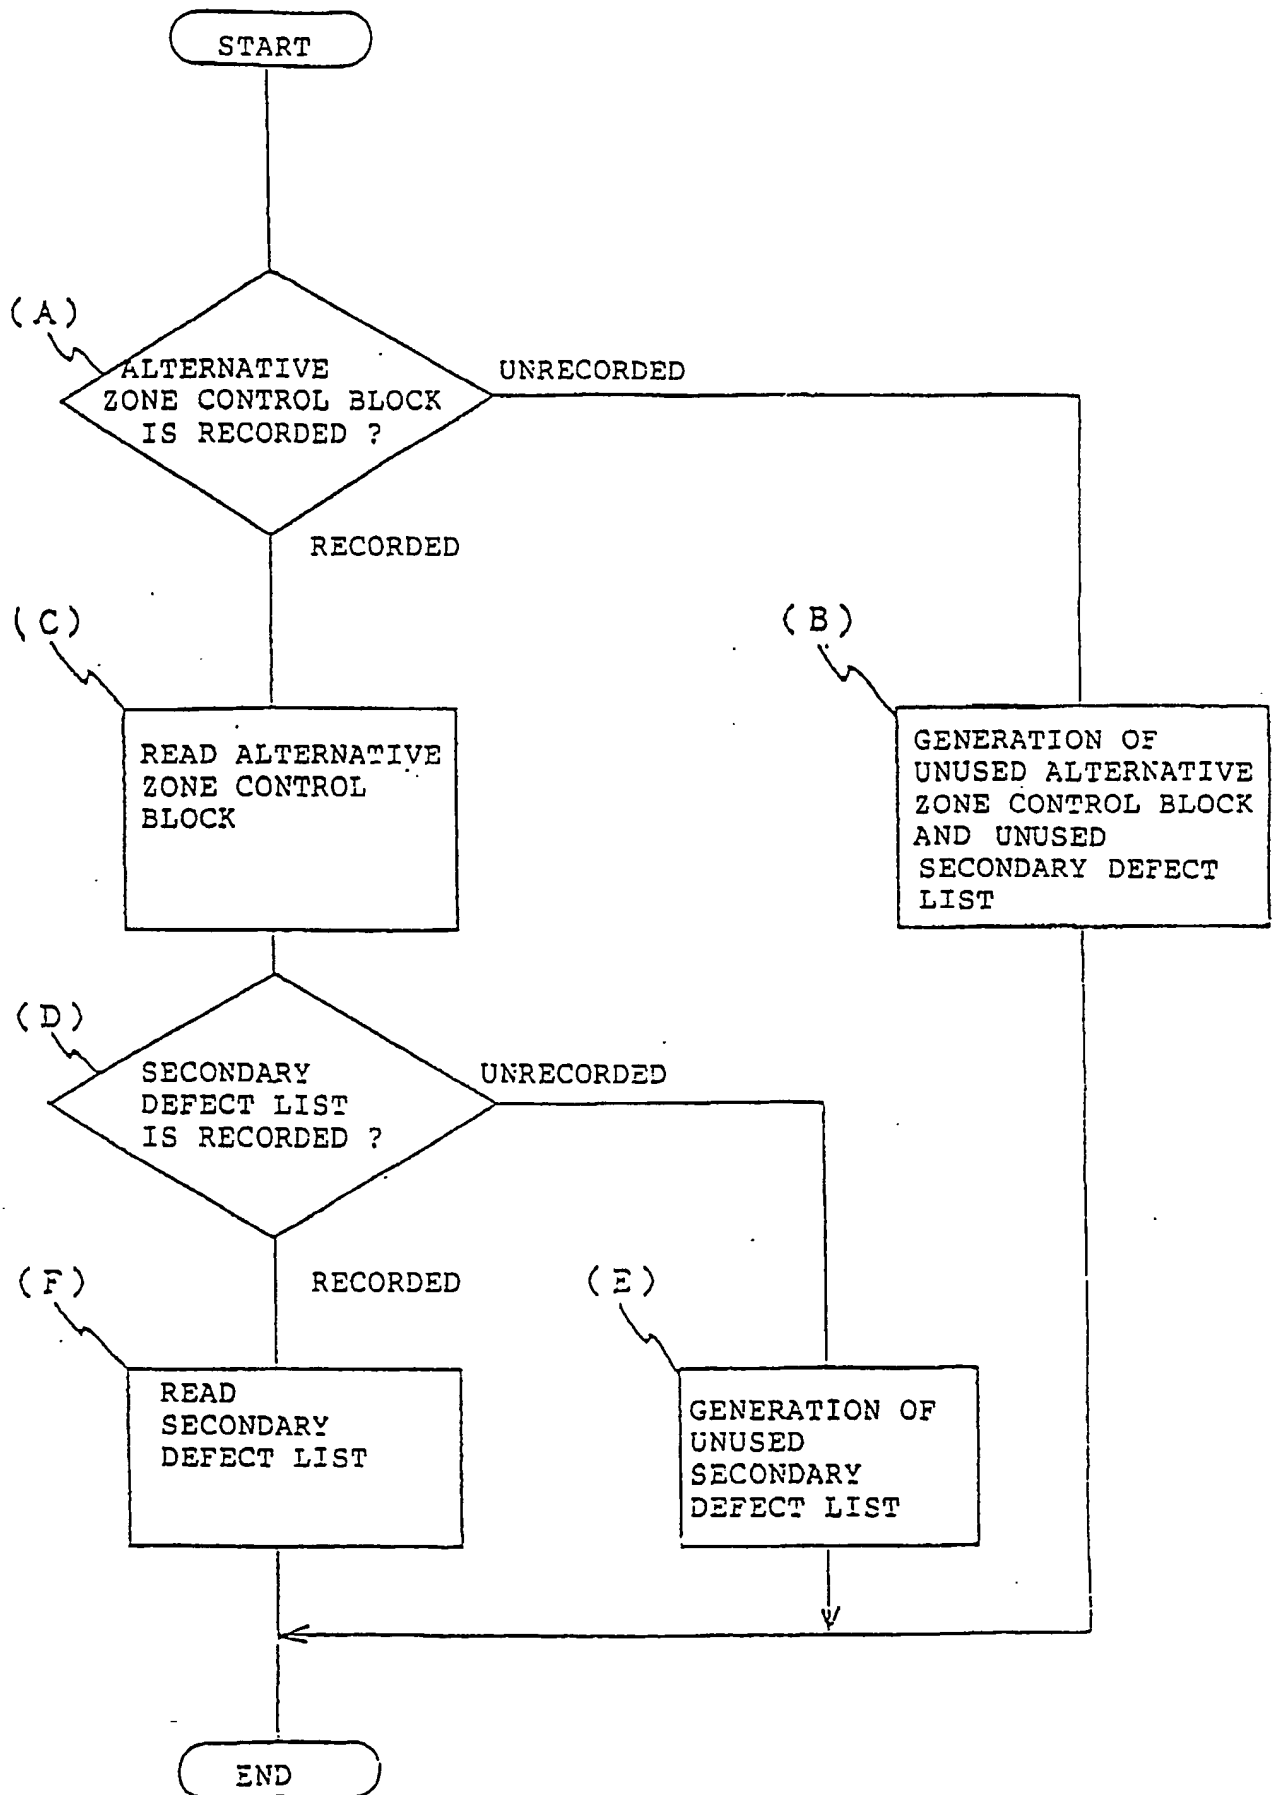 START
(A)
ALTERNATIVE
ZONE CONTROL BLOCK
IS RECORDED ?
UNRECORDED
RECORDED
(C)
(B)
READ ALTERNATIVE
ZONE CONTROL
BLOCK
GENERATION OF
UNUSED ALTERNATIVE
ZONE CONTROL BLOCK
AND UNUSED
SECONDARY DEFECT
LIST
(D)
SECONDARY
DEFECT LIST
IS RECORDED ?
UNRECORDED
RECORDED
(F)
(E)
READ
SECONDARY
DEFECT LIST
GENERATION OF
UNUSED
SECONDARY
DEFECT LIST
END